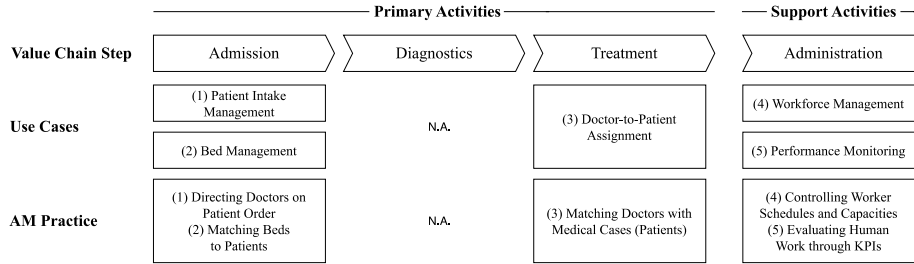 Primary Activities
Support Activities
Value Chain Step
Admission
Diagnostics
Treatment
Administration
Use Cases
(1) Patient Intake
Management
(2) Bed Management
N.A.
(3) Doctor-to-Patient
Assignment
(4) Workforce Management
(5) Performance Monitoring
AM Practice
(1) Directing Doctors on
Patient Order
(2) Matching Beds
to Patients
N.A.
(3) Matching Doctors with
Medical Cases (Patients)
(4) Controlling Worker
Schedules and Capacities
(5) Evaluating Human
Work through KPIs